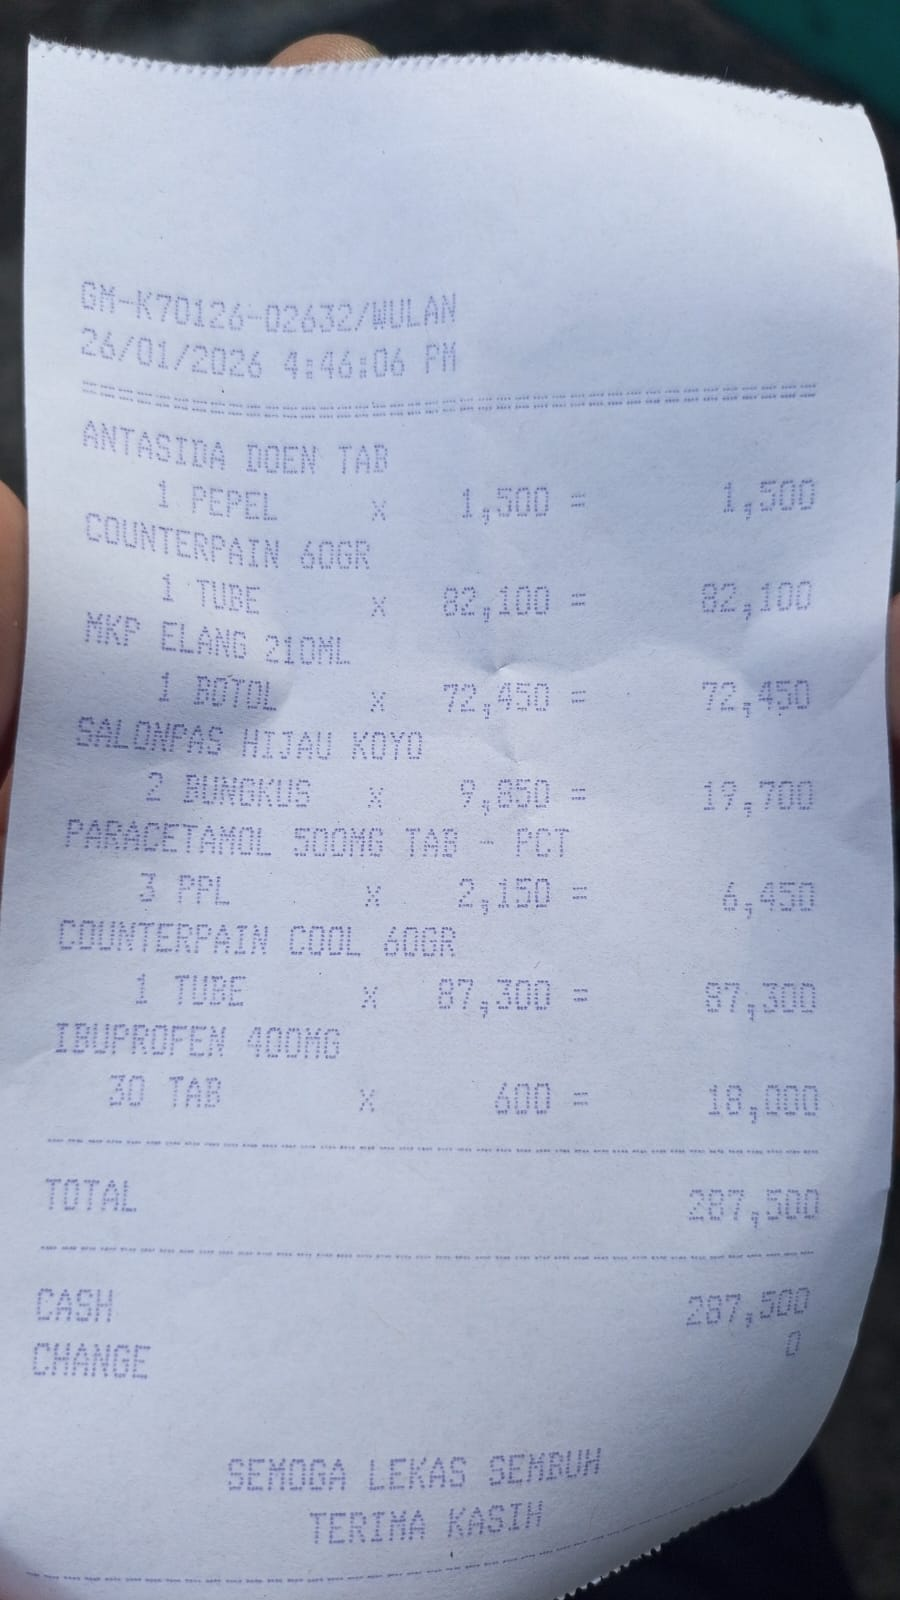 GM-K70126-02632/WULAN
26/01/2026 4:46:06 PM
ANTASIDA DOEN TAB
1 PEPEL x 1,500 = 1,500
COUNTERPAIN 60GR
1 TUBE x 82,100 = 82,100
MKP ELANG 210ML
1 BOTOL x 72,450 = 72,450
SALONPAS HIJAU KOYO
2 BUNGKUS x 9,850 = 19,700
PARACETAMOL 500MG TAB - FCT
3 PPL x 2,150 = 6,450
COUNTERPAIN COOL 60GR
1 TUBE x 87,300 = 87,300
IBUPROFEN 400MG
30 TAB x 600 = 18,000
TOTAL 287,500
CASH 287,500
CHANGE 0
SEMOGA LEKAS SEMBUH
TERIMA KASIH